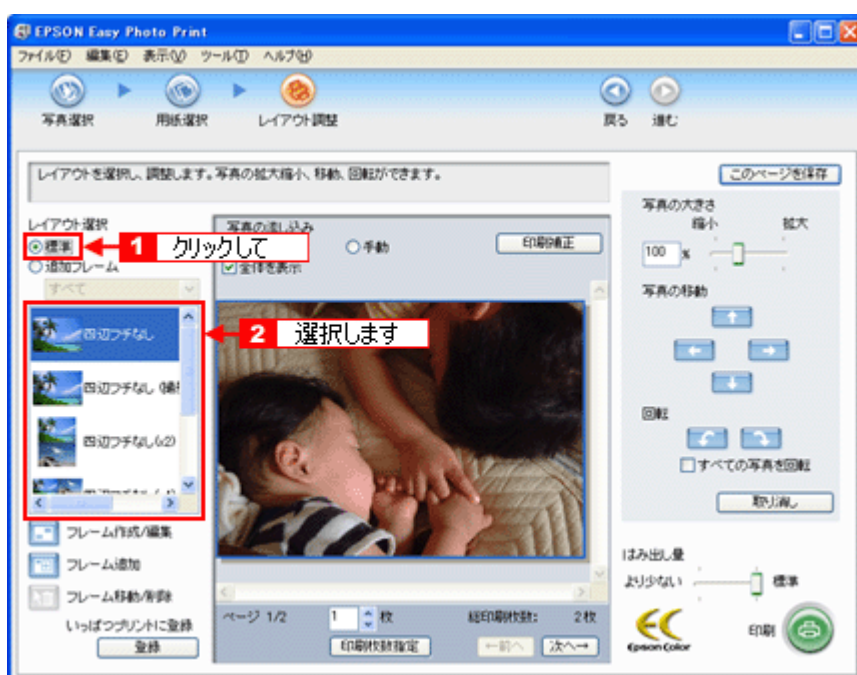 EPSON Easy Photo Print
ファイル(F) 編集(E) 表示(V) ツール(T) ヘルプ(H)
写真選択 用紙選択 レイアウト調整 戻る 進む
レイアウトを選択し、調整します。写真の拡大縮小、移動、回転ができます。
このページを保存
レイアウト選択
標準
1 クリックして
追加フレーム
すべて
写真の流し込み
手動
印刷補正
全体を表示
四辺フチなし
2 選択します
四辺フチなし(x2)
フレーム作成/編集
フレーム追加
フレーム移動/削除
いっぱつプリントに登録
登録
ページ 1/2 1 枚 総印刷枚数: 2枚
印刷枚数指定 ←前へ 次へ→
写真の大きさ
縮小 拡大
100 %
写真の移動
回転
すべての写真を回転
取り消し
はみ出し量
より少ない 標準
Epson Color
印刷